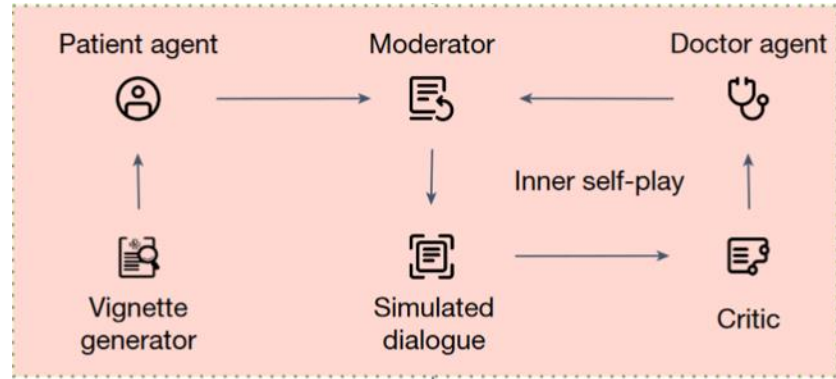 Patient agent
Moderator
Doctor agent
Inner self-play
Vignette
generator
Simulated
dialogue
Critic